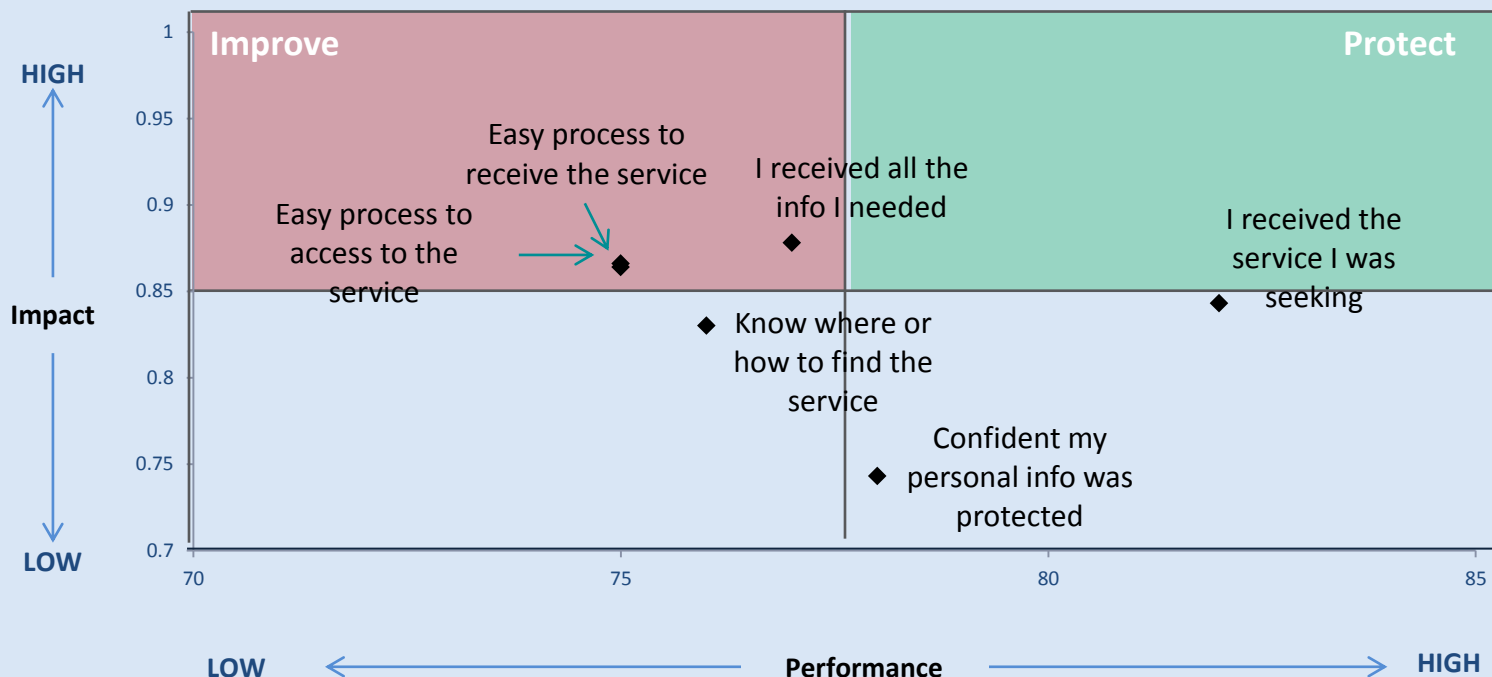 Improve
Protect
HIGH
Impact
LOW
1
0.95
0.9
0.85
0.8
0.75
0.7
Easy process to
receive the service
Easy process to
access to the
service
I received all the
info I needed
I received the
service I was
seeking
Know where or
how to find the
service
Confident my
personal info was
protected
70
75
80
85
LOW
Performance
HIGH